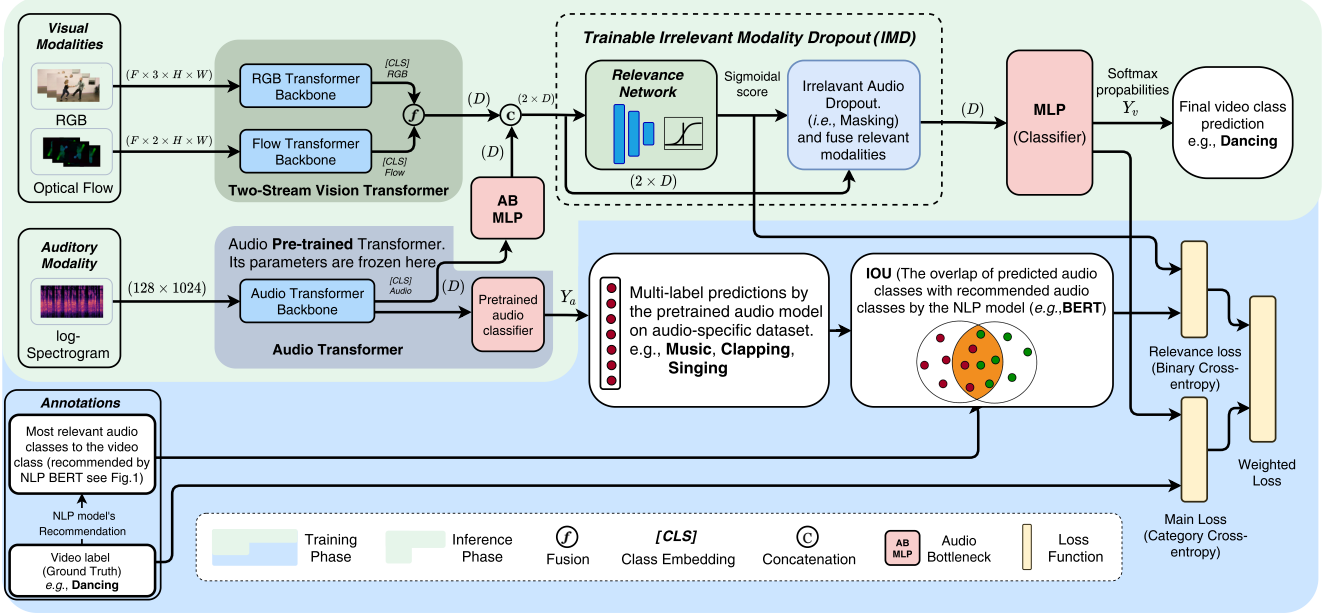 Visual
Modalities
RGB
Optical Flow
(F × 3 × H × W)
(F × 2 × H × W)
RGB Transformer
Backbone
Flow Transformer
Backbone
[CLS]
RGB
[CLS]
Flow
f
Two-Stream Vision Transformer
(D)
C
(2 × D)
(D)
AB
MLP
Trainable Irrelevant Modality Dropout (IMD)
Relevance
Network
Sigmoidal
score
Irrelavant Audio
Dropout.
(i.e., Masking)
and fuse relevant
modalities
(2 × D)
(D)
MLP
(Classifier)
Softmax
propabilities
Yv
Final video class
prediction
e.g., Dancing
Auditory
Modality
log-
Spectrogram
(128 × 1024)
Audio Pre-trained Transformer.
Its parameters are frozen here
Audio Transformer
Backbone
[CLS]
Audio
(D)
Pretrained
audio
classifier
Audio Transformer
Ya
Multi-label predictions by
the pretrained audio model
on audio-specific dataset.
e.g., Music, Clapping,
Singing
IOU (The overlap of predicted audio
classes with recommended audio
classes by the NLP model (e.g.,BERT)
Relevance loss
(Binary Cross-
entropy)
Weighted
Loss
Main Loss
(Category Cross-
entropy)
Annotations
Most relevant audio
classes to the video
class (recommended by
NLP BERT see Fig.1)
NLP model's
Recommendation
Video label
(Ground Truth)
e.g., Dancing
Training
Phase
Inference
Phase
f
Fusion
[CLS]
Class Embedding
C
Concatenation
AB
MLP
Audio
Bottleneck
Loss
Function